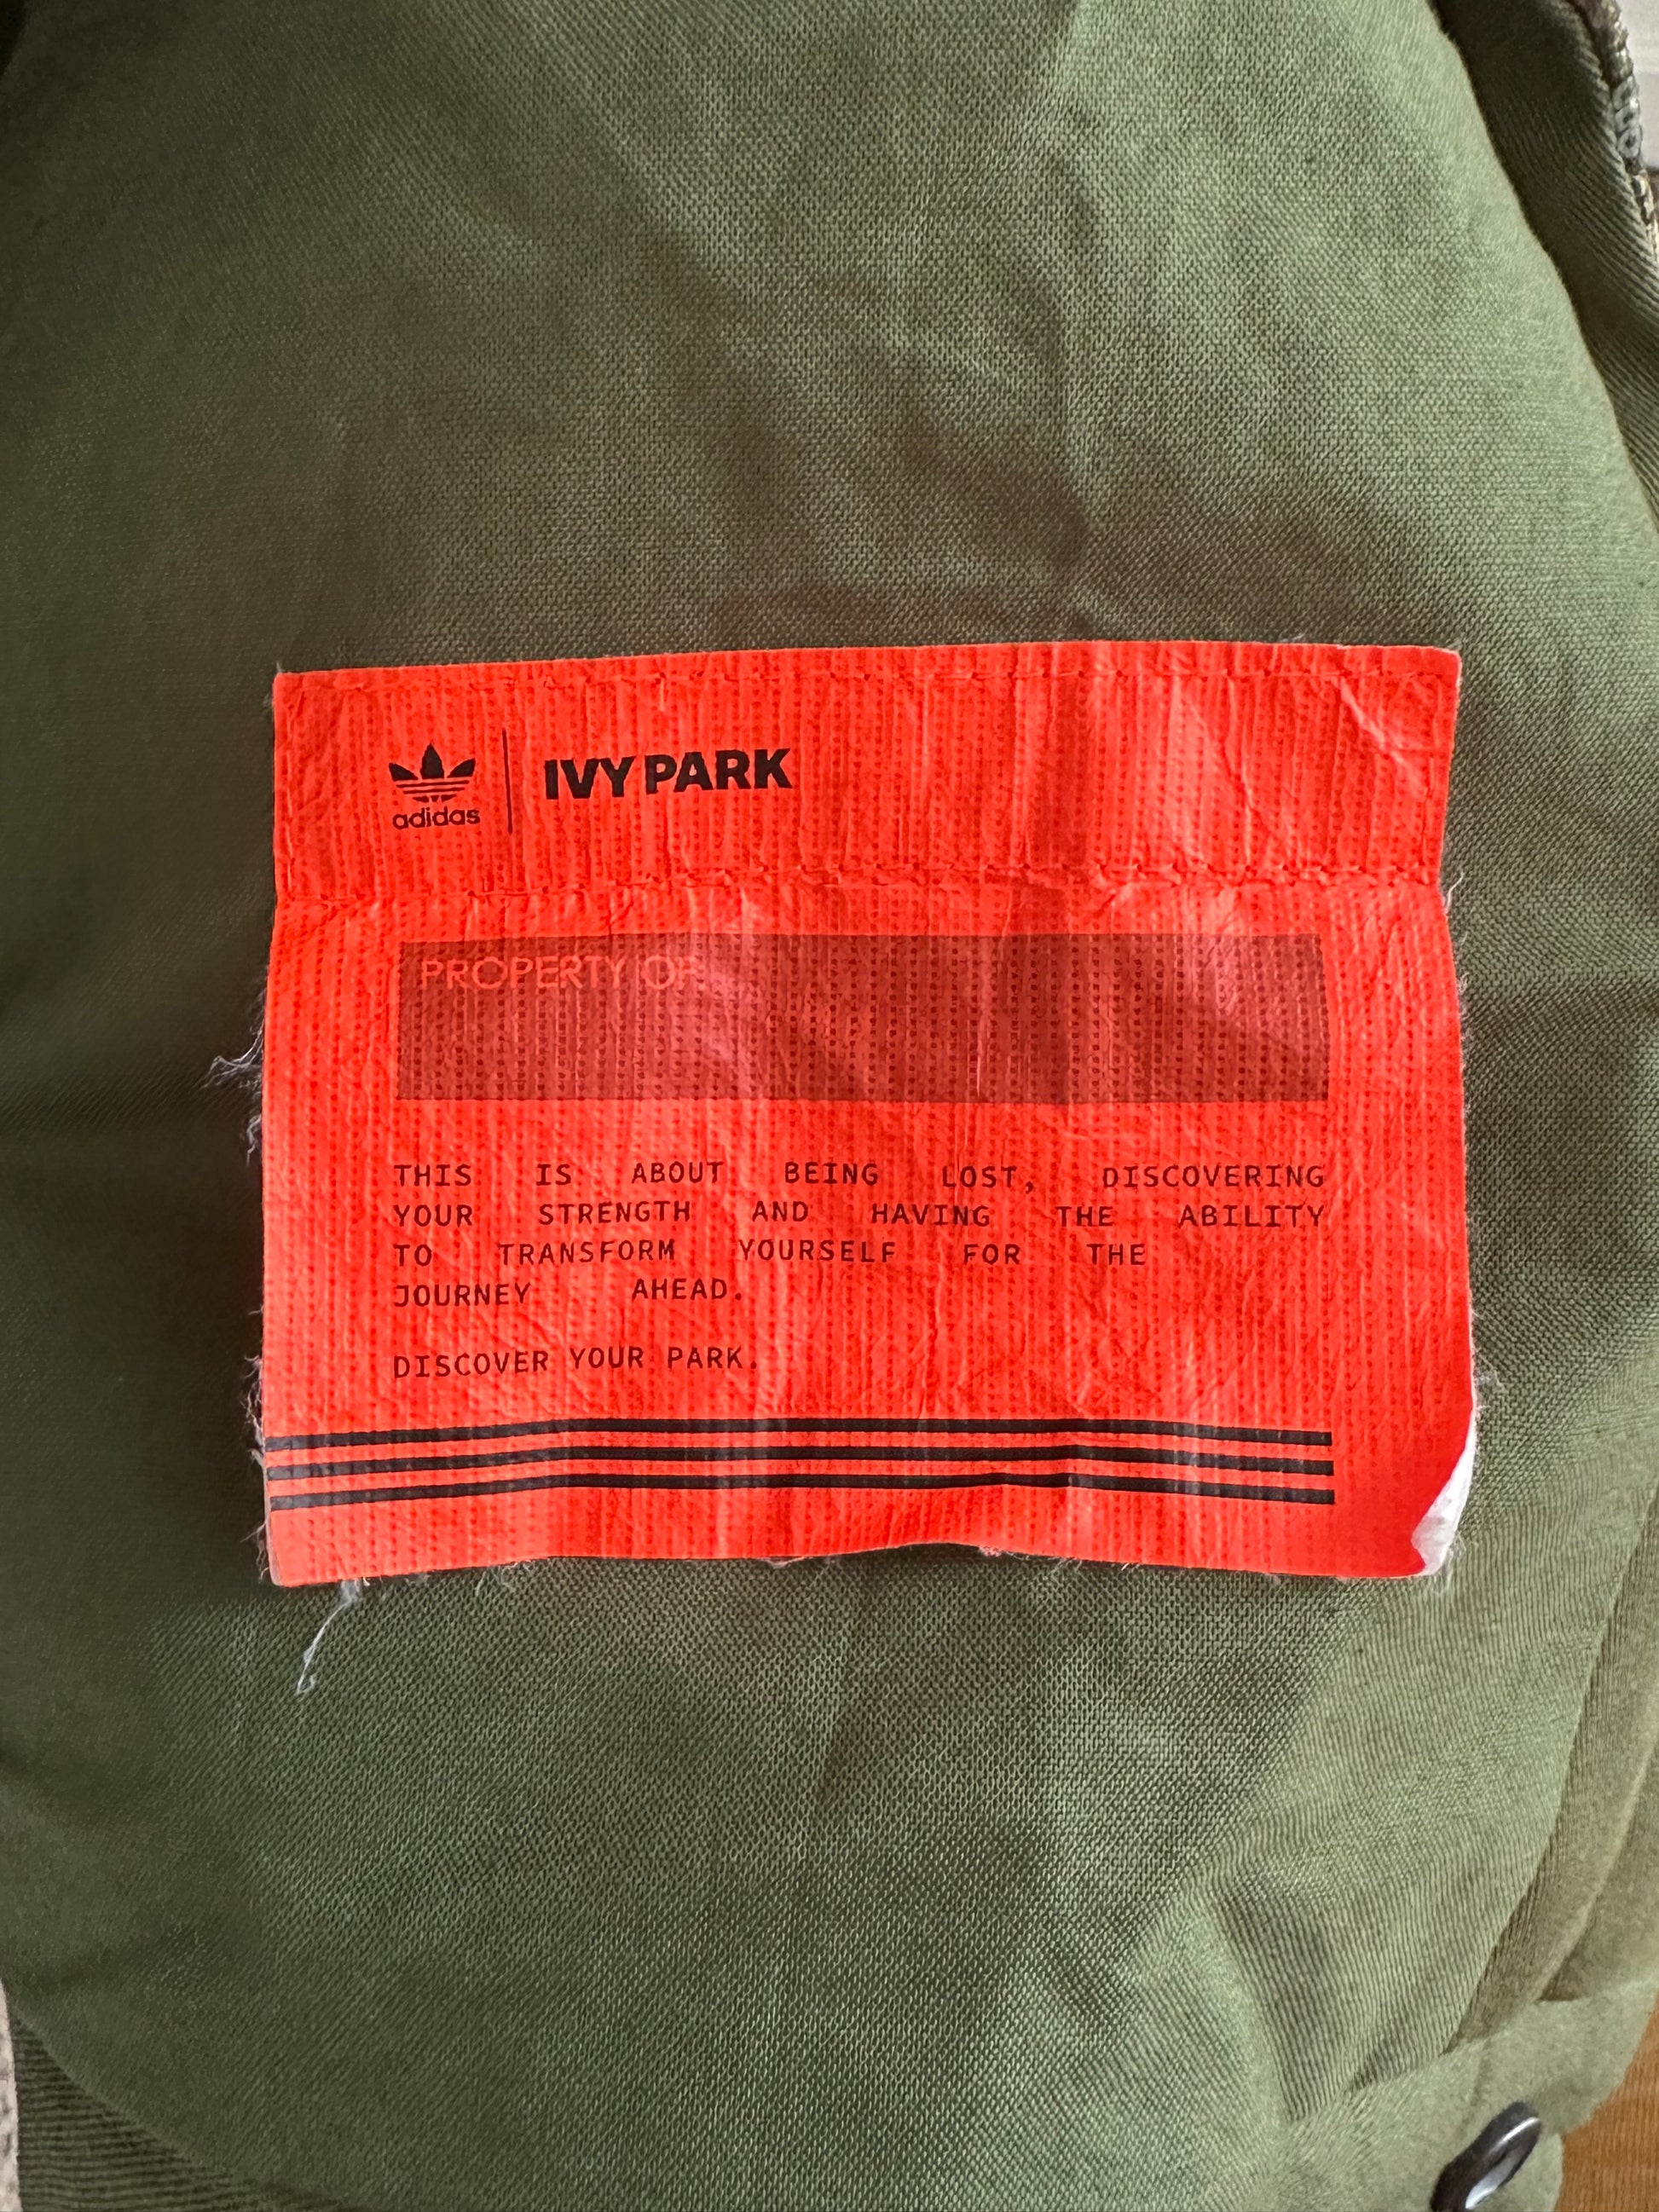 adidas
IVY PARK
PROPERTY OF
THIS IS ABOUT BEING LOST, DISCOVERING
YOUR STRENGTH AND HAVING THE ABILITY
TO TRANSFORM YOURSELF FOR THE
JOURNEY AHEAD.
DISCOVER YOUR PARK.